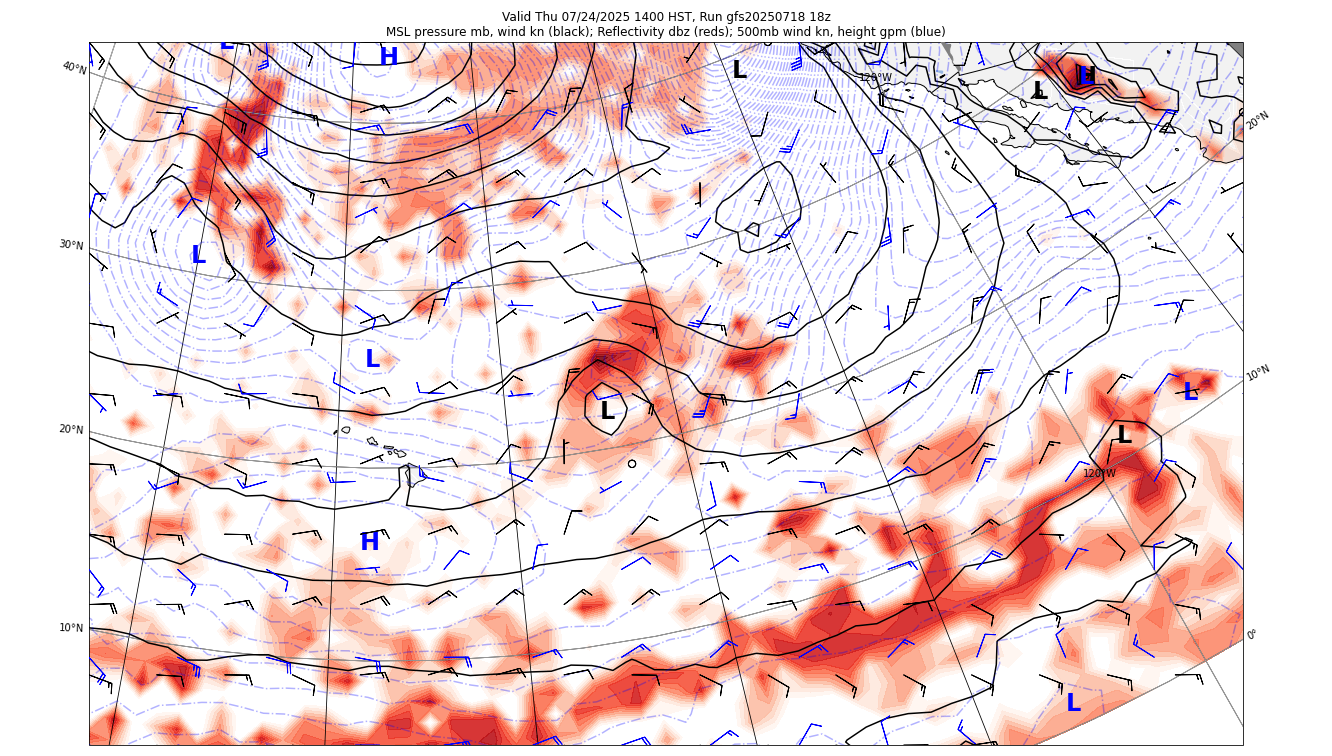 Valid Thu 07/24/2025 1400 HST, Run gfs20250718 18z
MSL pressure mb, wind kn (black); Reflectivity dbz (reds); 500mb wind kn, height gpm (blue)
L
H
L
40°N
120°W
L
H
20°N
30°N
L
L
10°N
L
L
20°N
L
120°W
H
10°N
0°
L